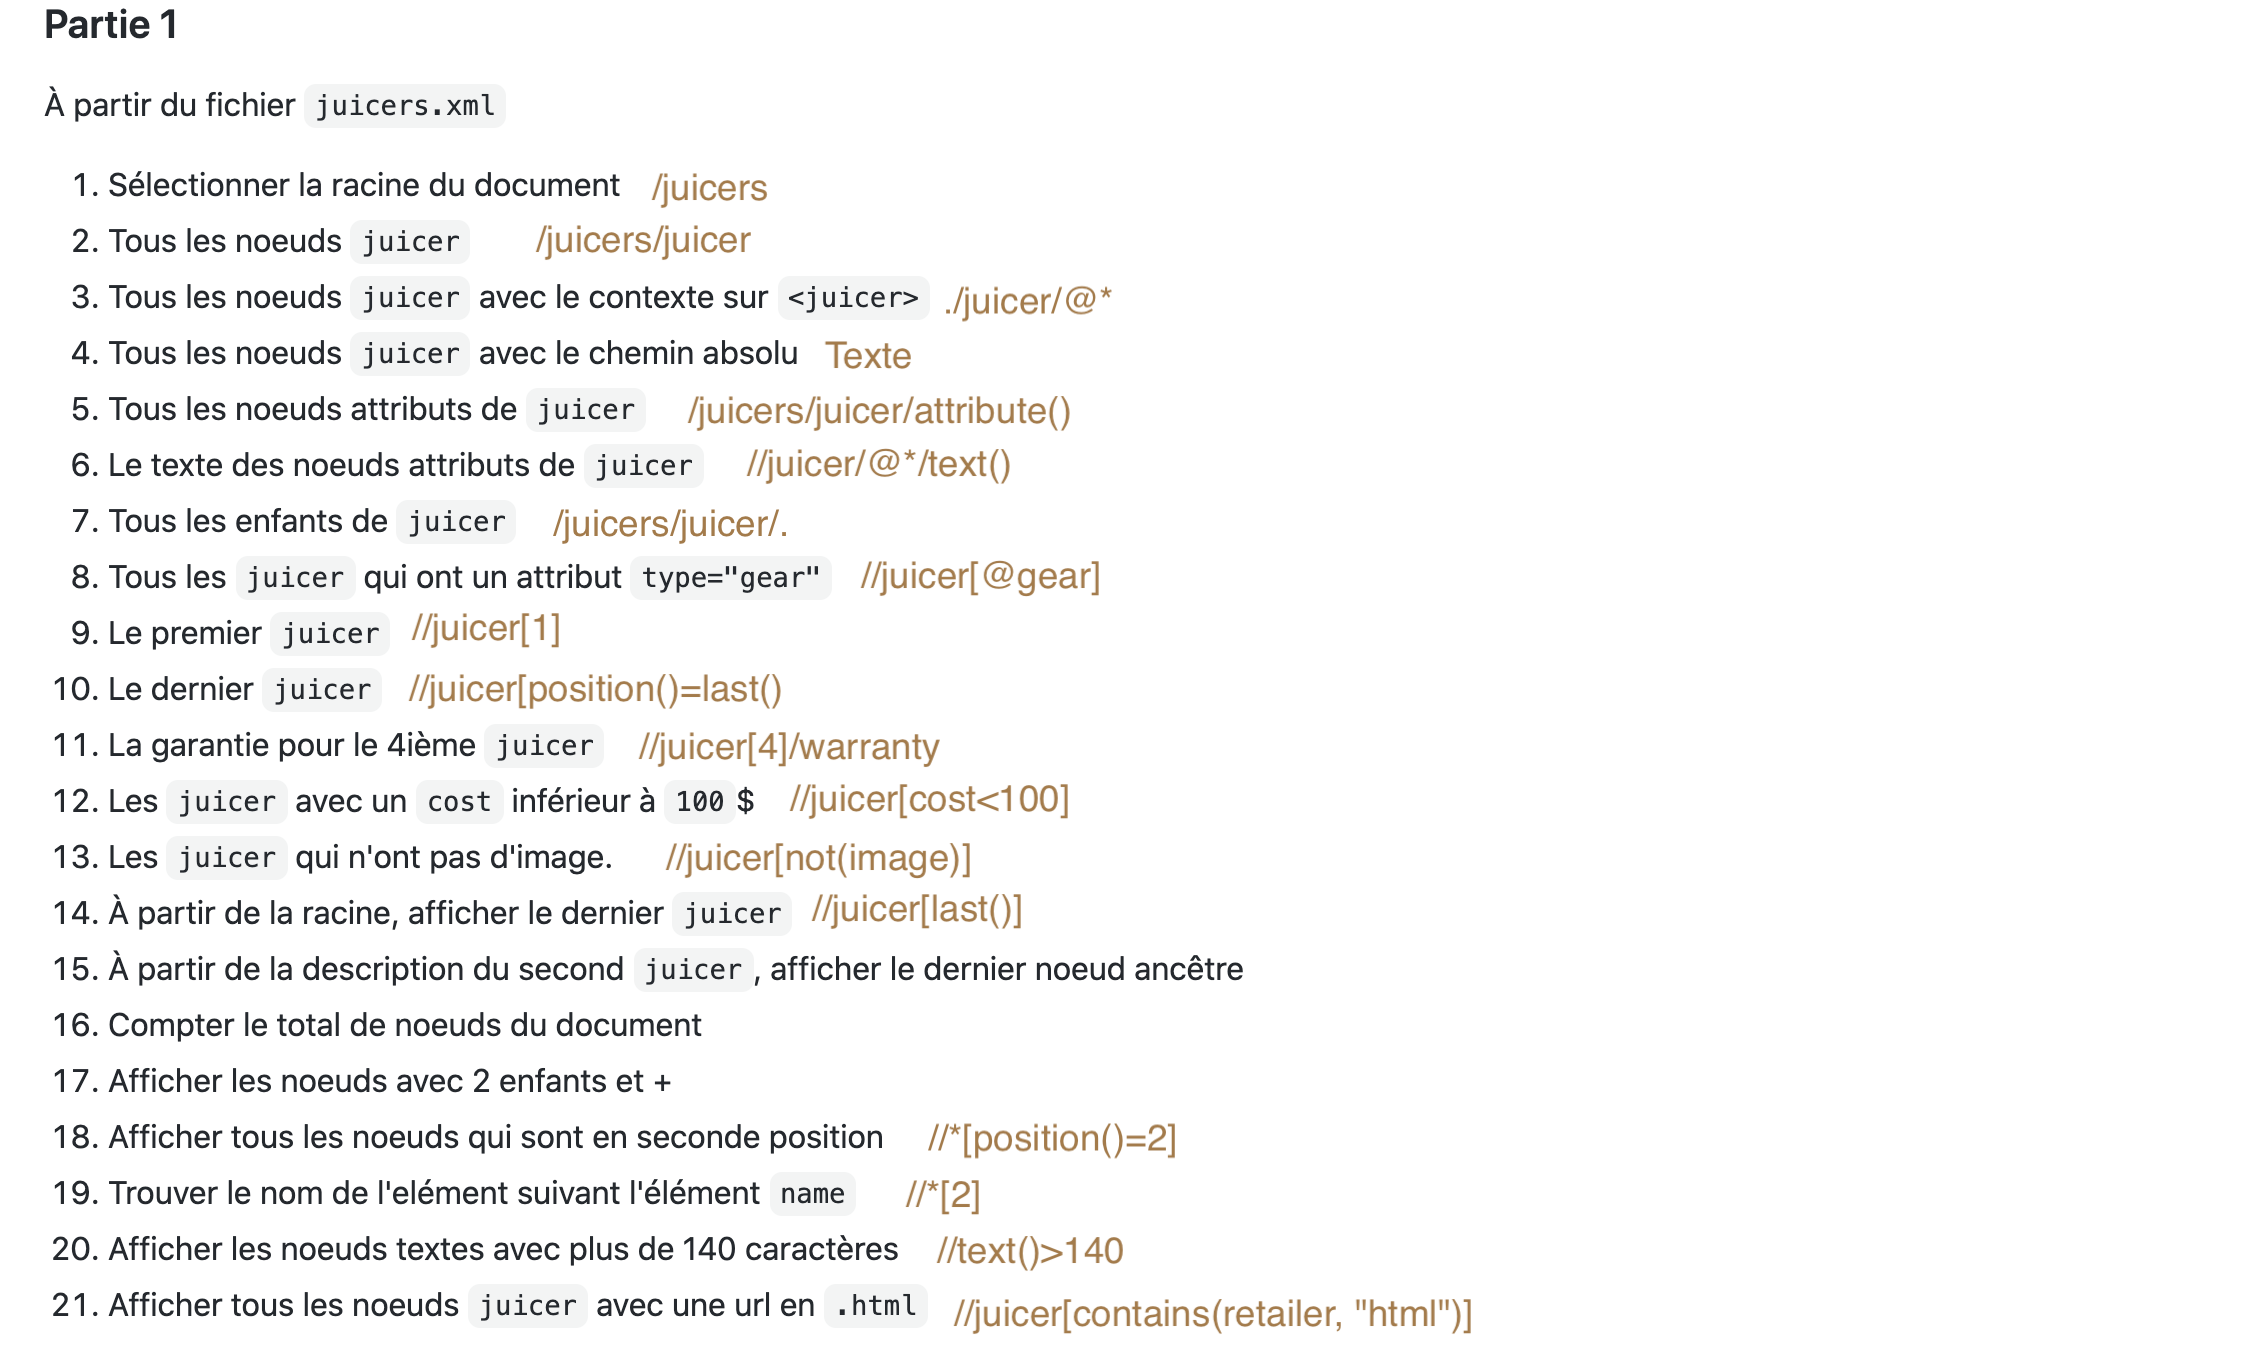 Partie 1
À partir du fichier juicers.xml
1. Sélectionner la racine du document /juicers
2. Tous les noeuds juicer /juicers/juicer
3. Tous les noeuds juicer avec le contexte sur <juicer> ./juicer/@*
4. Tous les noeuds juicer avec le chemin absolu Texte
5. Tous les noeuds attributs de juicer /juicers/juicer/attribute()
6. Le texte des noeuds attributs de juicer //juicer/@*/text()
7. Tous les enfants de juicer /juicers/juicer/.
8. Tous les juicer qui ont un attribut type="gear" //juicer[@gear]
9. Le premier juicer //juicer[1]
10. Le dernier juicer //juicer[position()=last()
11. La garantie pour le 4ième juicer //juicer[4]/warranty
12. Les juicer avec un cost inférieur à 100 $ //juicer[cost<100]
13. Les juicer qui n'ont pas d'image. //juicer[not(image)]
14. À partir de la racine, afficher le dernier juicer //juicer[last()]
15. À partir de la description du second juicer , afficher le dernier noeud ancêtre
16. Compter le total de noeuds du document
17. Afficher les noeuds avec 2 enfants et +
18. Afficher tous les noeuds qui sont en seconde position //*[position()=2]
19. Trouver le nom de l'elément suivant l'élément name //*[2]
20. Afficher les noeuds textes avec plus de 140 caractères //text()>140
21. Afficher tous les noeuds juicer avec une url en .html //juicer[contains(retailer, "html")]